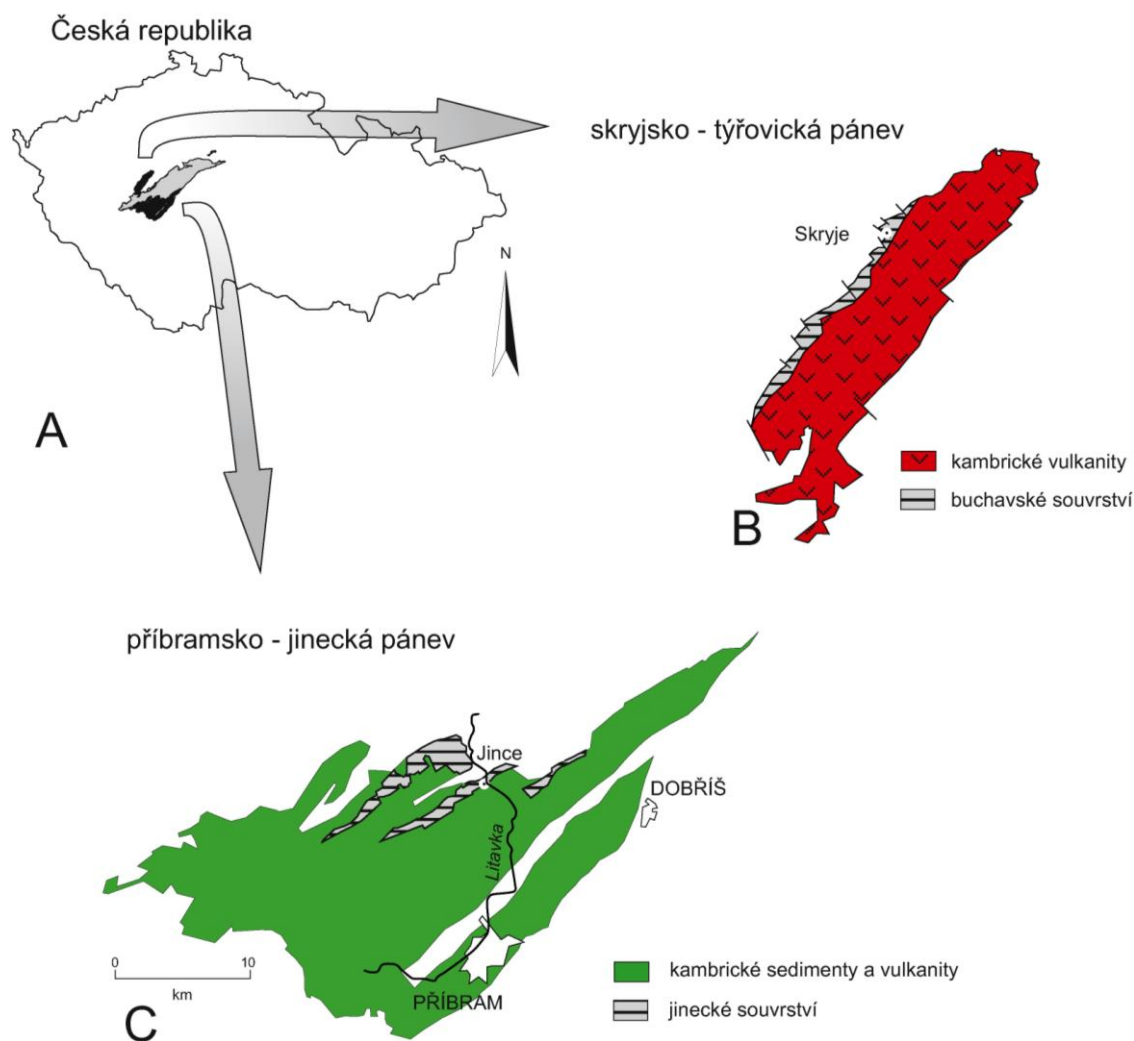 Česká republika
skryjsko - týřovická pánev
Skryje
N
A
kambrické vulkanity
buchavské souvrství
B
příbramsko - jinecká pánev
Jince
DOBŘÍŠ
Litavka
0 10
km
PŘÍBRAM
kambrické sedimenty a vulkanity
jinecké souvrství
C